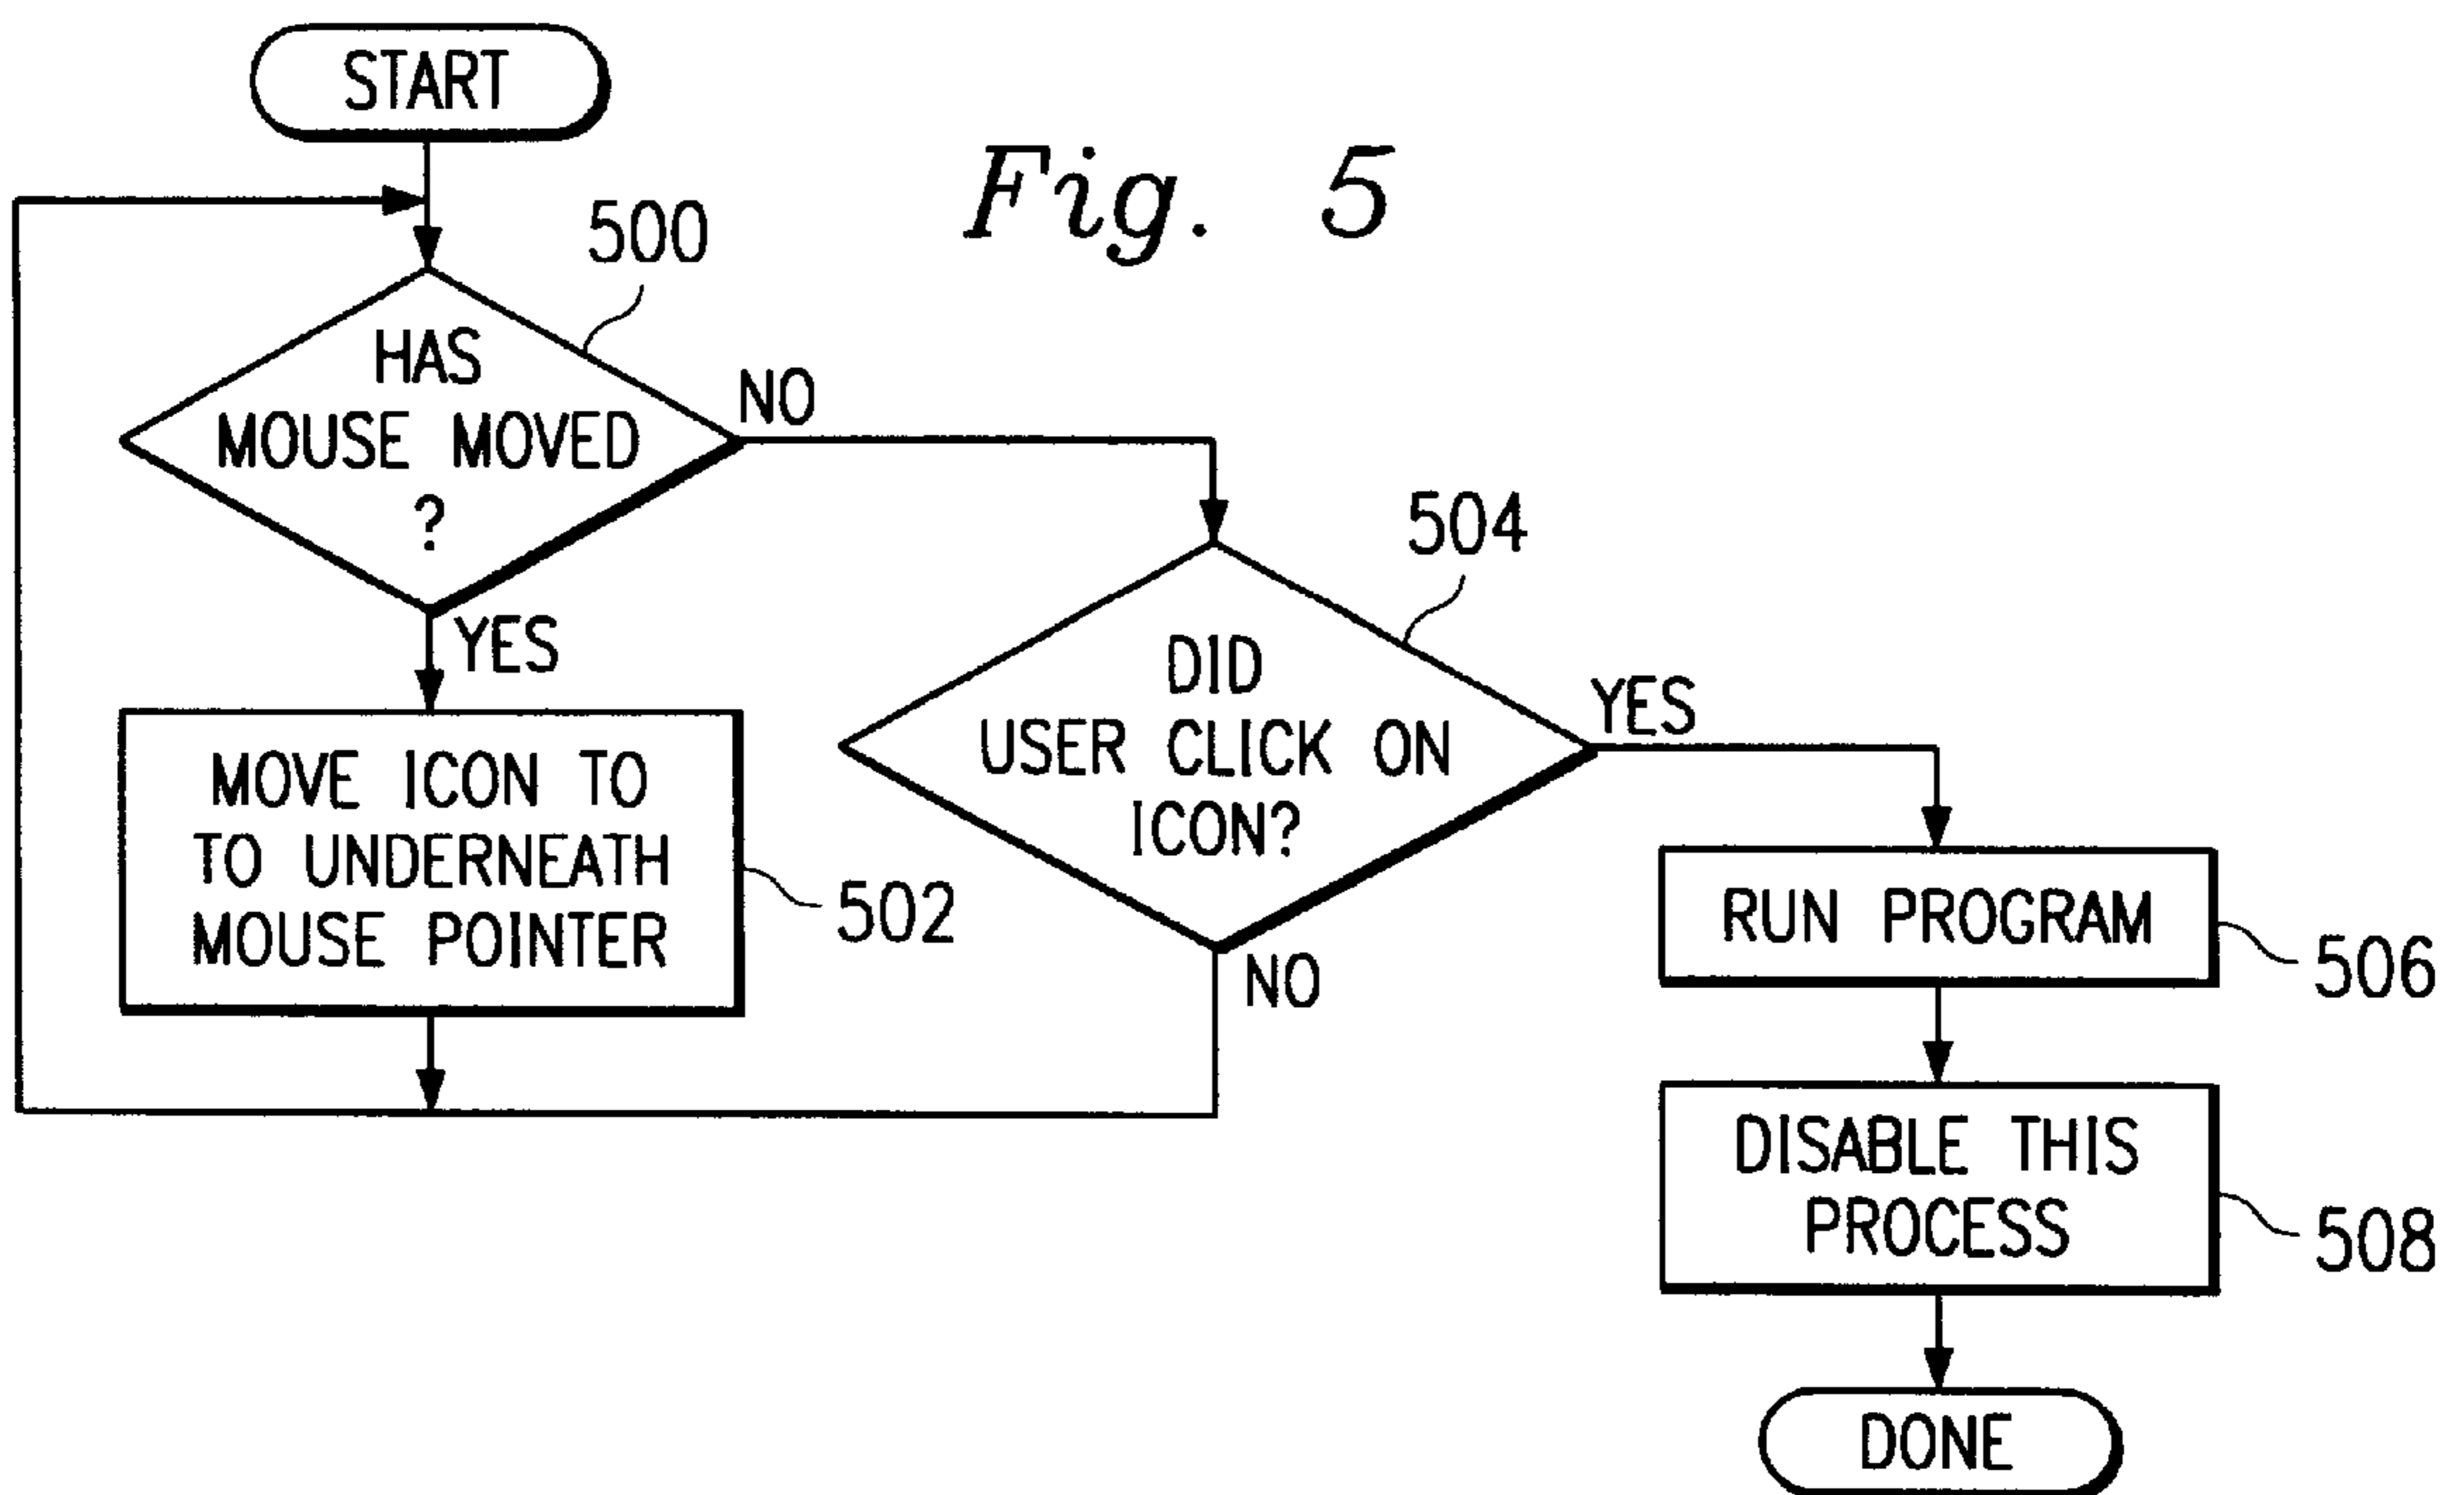 START
Fig. 5
500
HAS
MOUSE MOVED
?
NO
YES
504
DID
USER CLICK ON
ICON?
YES
NO
MOVE ICON TO
TO UNDERNEATH
MOUSE POINTER
502
RUN PROGRAM
506
DISABLE THIS
PROCESS
508
DONE